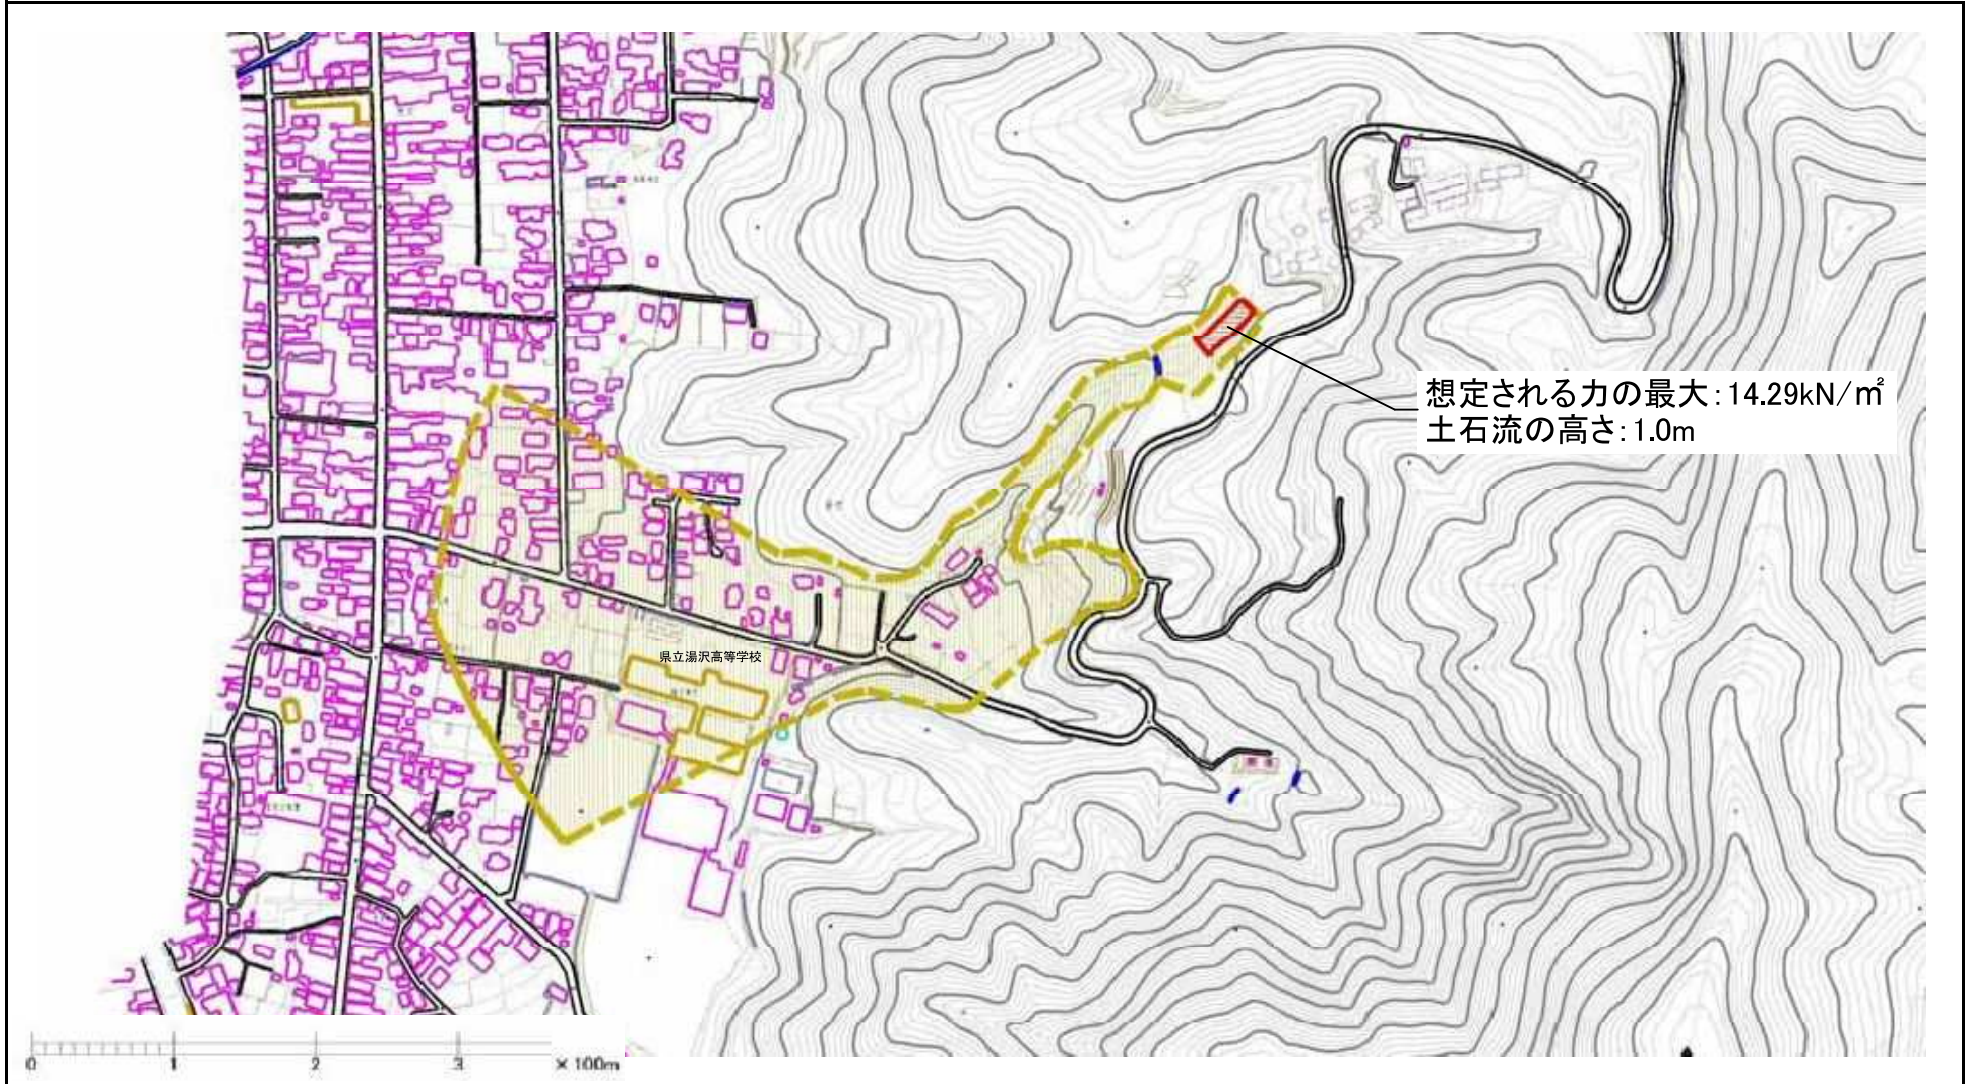 想定される力の最大:14.29kN/㎡
土石流の高さ:1.0m
県立湯沢高等学校
0 1 2 3 ×100m